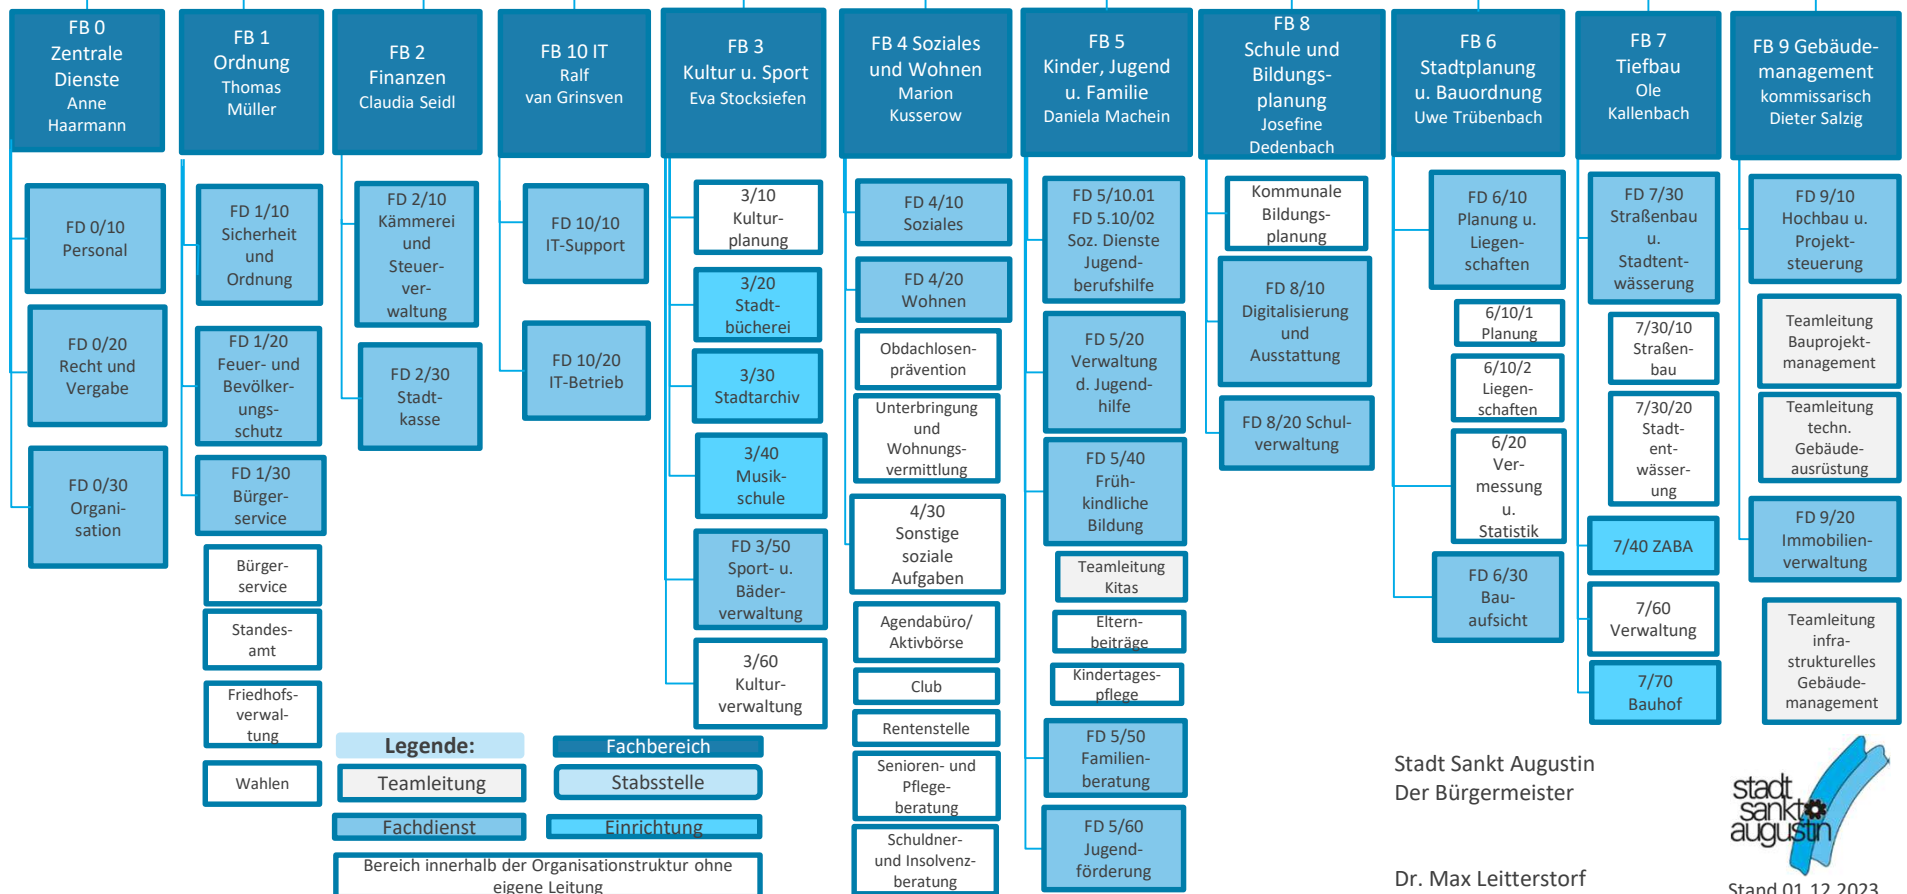 FB 0
Zentrale
Dienste
Anne
Haarmann
FD 0/10
Personal
FD 0/20
Recht und
Vergabe
FD 0/30
Organi-
sation
FB 1
Ordnung
Thomas
Müller
FD 1/10
Sicherheit
und
Ordnung
FD 1/20
Feuer- und
Bevölker-
ungs-
schutz
FD 1/30
Bürger-
service
Bürger-
service
Standes-
amt
Friedhofs-
verwal-
tung
Wahlen
FB 2
Finanzen
Claudia Seidl
FD 2/10
Kämmerei
und
Steuer-
ver-
waltung
FD 2/30
Stadt-
kasse
FB 10 IT
Ralf
van Grinsven
FD 10/10
IT-Support
FD 10/20
IT-Betrieb
FB 3
Kultur u. Sport
Eva Stocksiefen
3/10
Kultur-
planung
3/20
Stadt-
bücherei
3/30
Stadtarchiv
3/40
Musik-
schule
FD 3/50
Sport- u.
Bäder-
verwaltung
3/60
Kultur-
verwaltung
FB 4 Soziales
und Wohnen
Marion
Kusserow
FD 4/10
Soziales
FD 4/20
Wohnen
Obdachlosen-
prävention
Unterbringung
und
Wohnungs-
vermittlung
4/30
Sonstige
soziale
Aufgaben
Agendabüro/
Aktivbörse
Club
Rentenstelle
Senioren- und
Pflege-
beratung
Schuldner-
und Insolvenz-
beratung
FB 5
Kinder, Jugend
u. Familie
Daniela Machein
FD 5/10.01
FD 5.10/02
Soz. Dienste
Jugend-
berufshilfe
FD 5/20
Verwaltung
d. Jugend-
hilfe
FD 5/40
Früh-
kindliche
Bildung
Teamleitung
Kitas
Eltern-
beiträge
Kindertages-
pflege
FD 5/50
Familien-
beratung
FD 5/60
Jugend-
förderung
FB 8
Schule und
Bildungs-
planung
Josefine
Dedenbach
Kommunale
Bildungs-
planung
FD 8/10
Digitalisierung
und
Ausstattung
FD 8/20 Schul-
verwaltung
FB 6
Stadtplanung
u. Bauordnung
Uwe Trübenbach
FD 6/10
Planung u.
Liegen-
schaften
6/10/1
Planung
6/10/2
Liegen-
schaften
6/20
Ver-
messung
u.
Statistik
FD 6/30
Bau-
aufsicht
FB 7
Tiefbau
Ole
Kallenbach
FD 7/30
Straßenbau
u.
Stadtent-
wässerung
7/30/10
Straßen-
bau
7/30/20
Stadt-
ent-
wässer-
ung
7/40 ZABA
7/60
Verwaltung
7/70
Bauhof
FB 9 Gebäude-
management
kommissarisch
Dieter Salzig
FD 9/10
Hochbau u.
Projekt-
steuerung
Teamleitung
Bauprojekt-
management
Teamleitung
techn.
Gebäude-
ausrüstung
FD 9/20
Immobilien-
verwaltung
Teamleitung
infra-
strukturelles
Gebäude-
management
Legende:
Fachbereich
Teamleitung
Stabsstelle
Fachdienst
Einrichtung
Bereich innerhalb der Organisationstruktur ohne
eigene Leitung
Stadt Sankt Augustin
Der Bürgermeister
Dr. Max Leitterstorf
stadt
sankt
augustin
Stand 01.12.2023